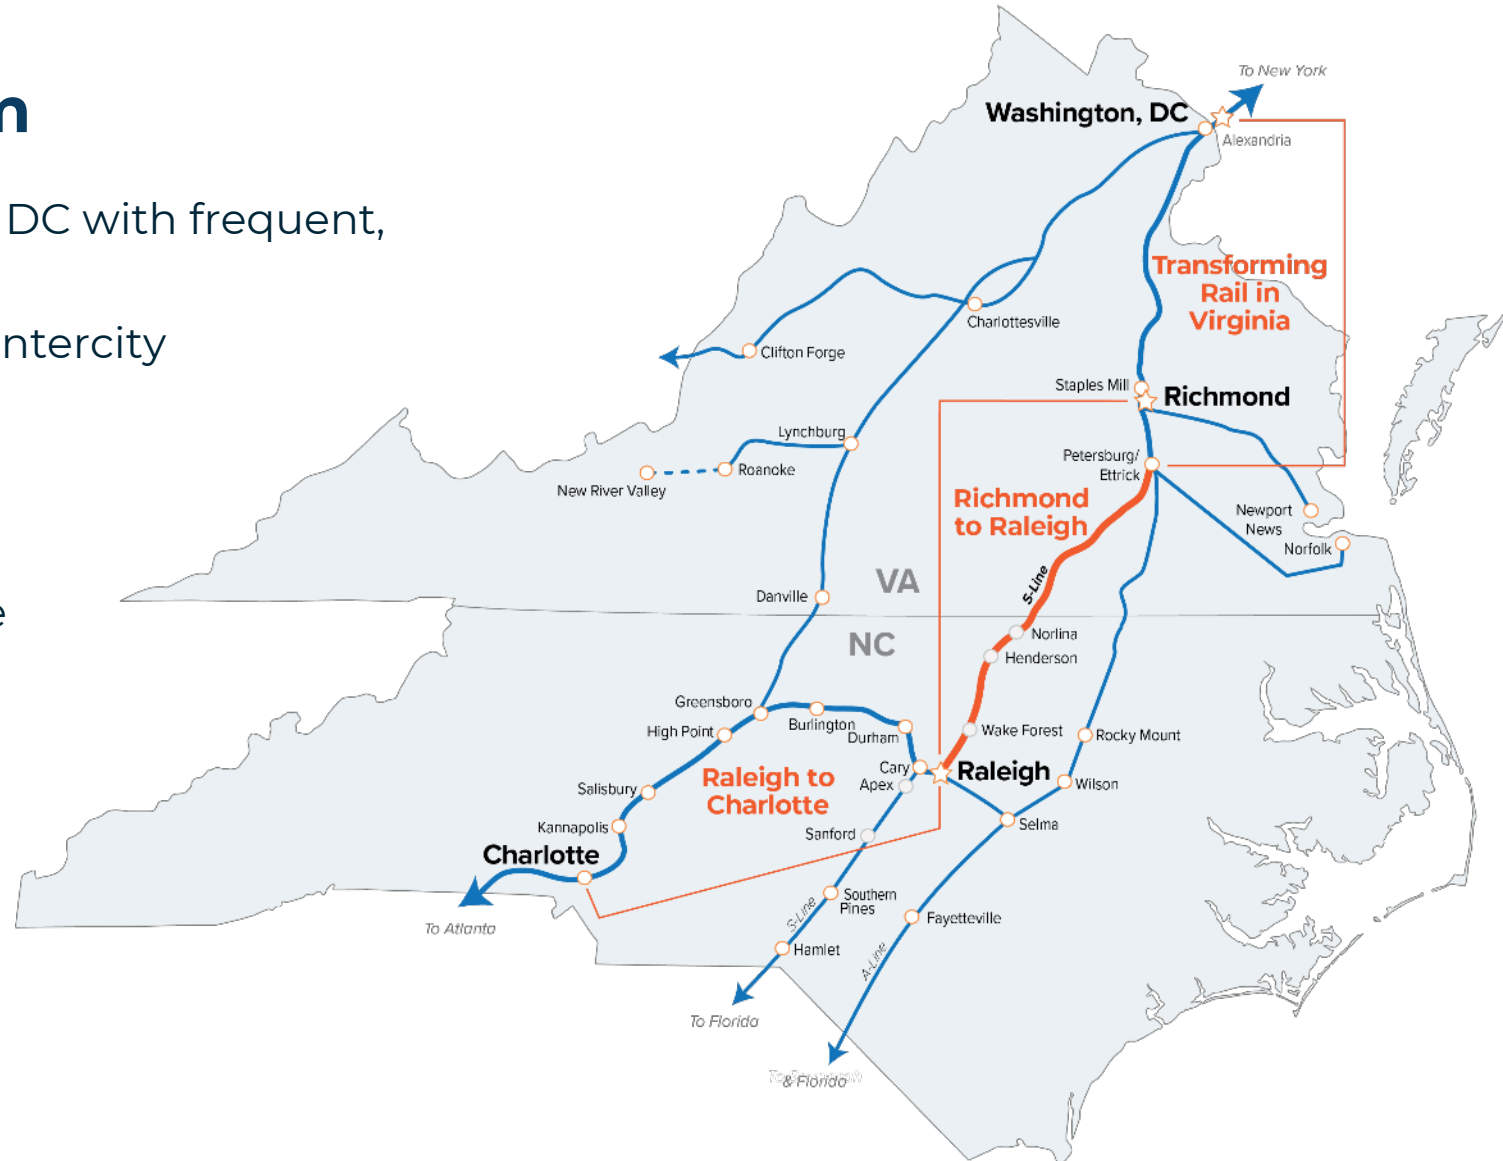 DC with frequent,
ntercity
To New York
Washington, DC
Alexandria
Transforming
Rail in
Virginia
Charlottesville
Clifton Forge
Staples Mill
Richmond
Lynchburg
Roanoke
New River Valley
Petersburg/
Ettrick
Richmond
to Raleigh
Newport
News
Norfolk
S-Line
VA
Danville
NC
Norlina
Henderson
Greensboro
Burlington
High Point
Durham
Wake Forest
Rocky Mount
Cary
Raleigh
Apex
Raleigh to
Charlotte
Wilson
Salisbury
Selma
Kannapolis
Sanford
Charlotte
Southern
Pines
S-Line
Fayetteville
To Atlanta
Hamlet
A-Line
To Florida
& Florida